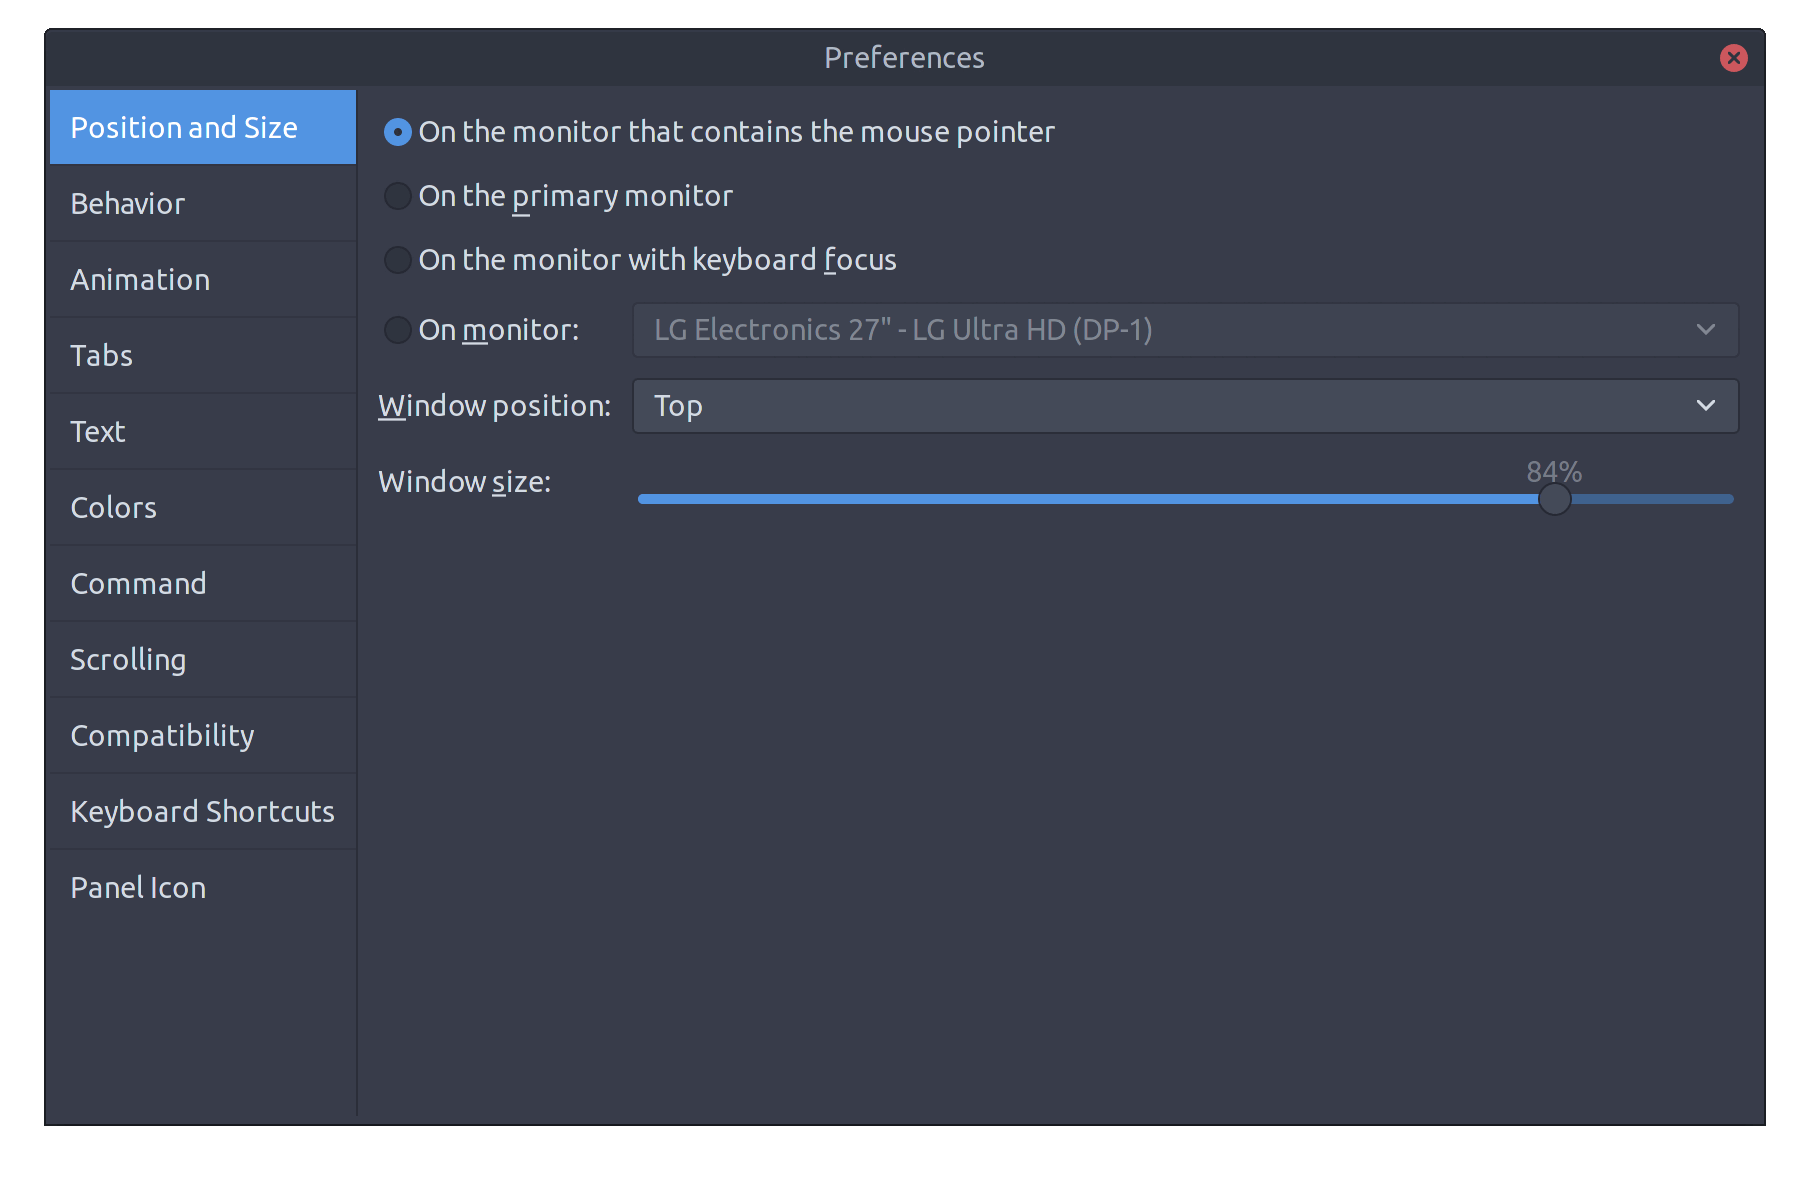 Preferences
Position and Size
Behavior
Animation
Tabs
Text
Colors
Command
Scrolling
Compatibility
Keyboard Shortcuts
Panel Icon
On the monitor that contains the mouse pointer
On the primary monitor
On the monitor with keyboard focus
On monitor: LG Electronics 27" - LG Ultra HD (DP-1)
Window position: Top
Window size: 84%